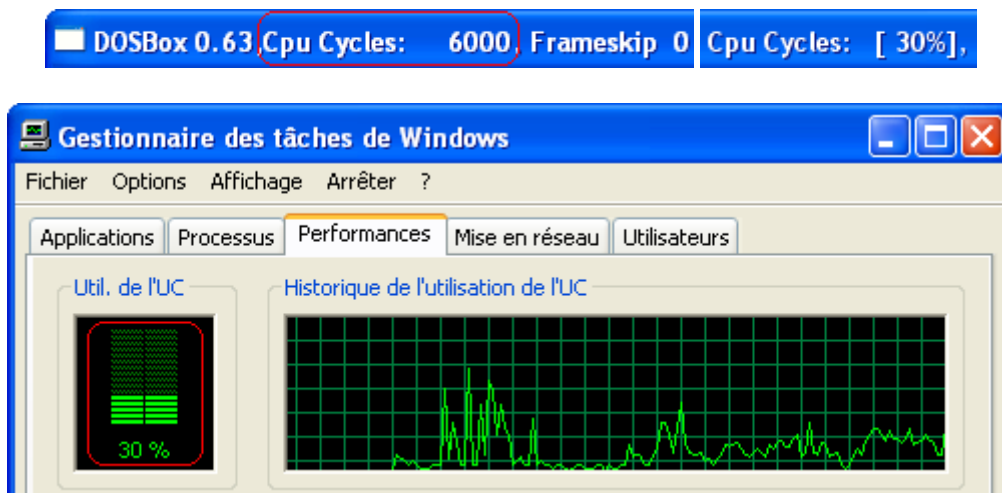 DOSBox 0.63, Cpu Cycles: 6000, Frameskip 0 Cpu Cycles: [ 30%],
Gestionnaire des tâches de Windows
Fichier Options Affichage Arrêter ?
Applications Processus Performances Mise en réseau Utilisateurs
Util. de l'UC Historique de l'utilisation de l'UC
30 %